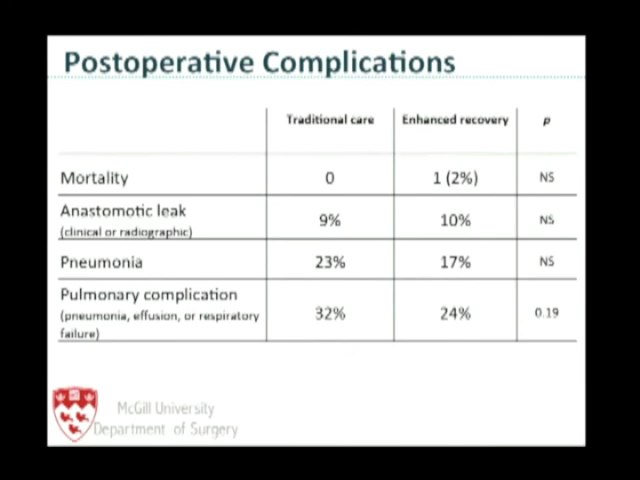 Postoperative Complications
Traditional care Enhanced recovery p
Mortality 0 1 (2%) NS
Anastomotic leak
(clinical or radiographic) 9% 10% NS
Pneumonia 23% 17% NS
Pulmonary complication
(pneumonia, effusion, or respiratory
failure) 32% 24% 0.19
McGill University
Department of Surgery